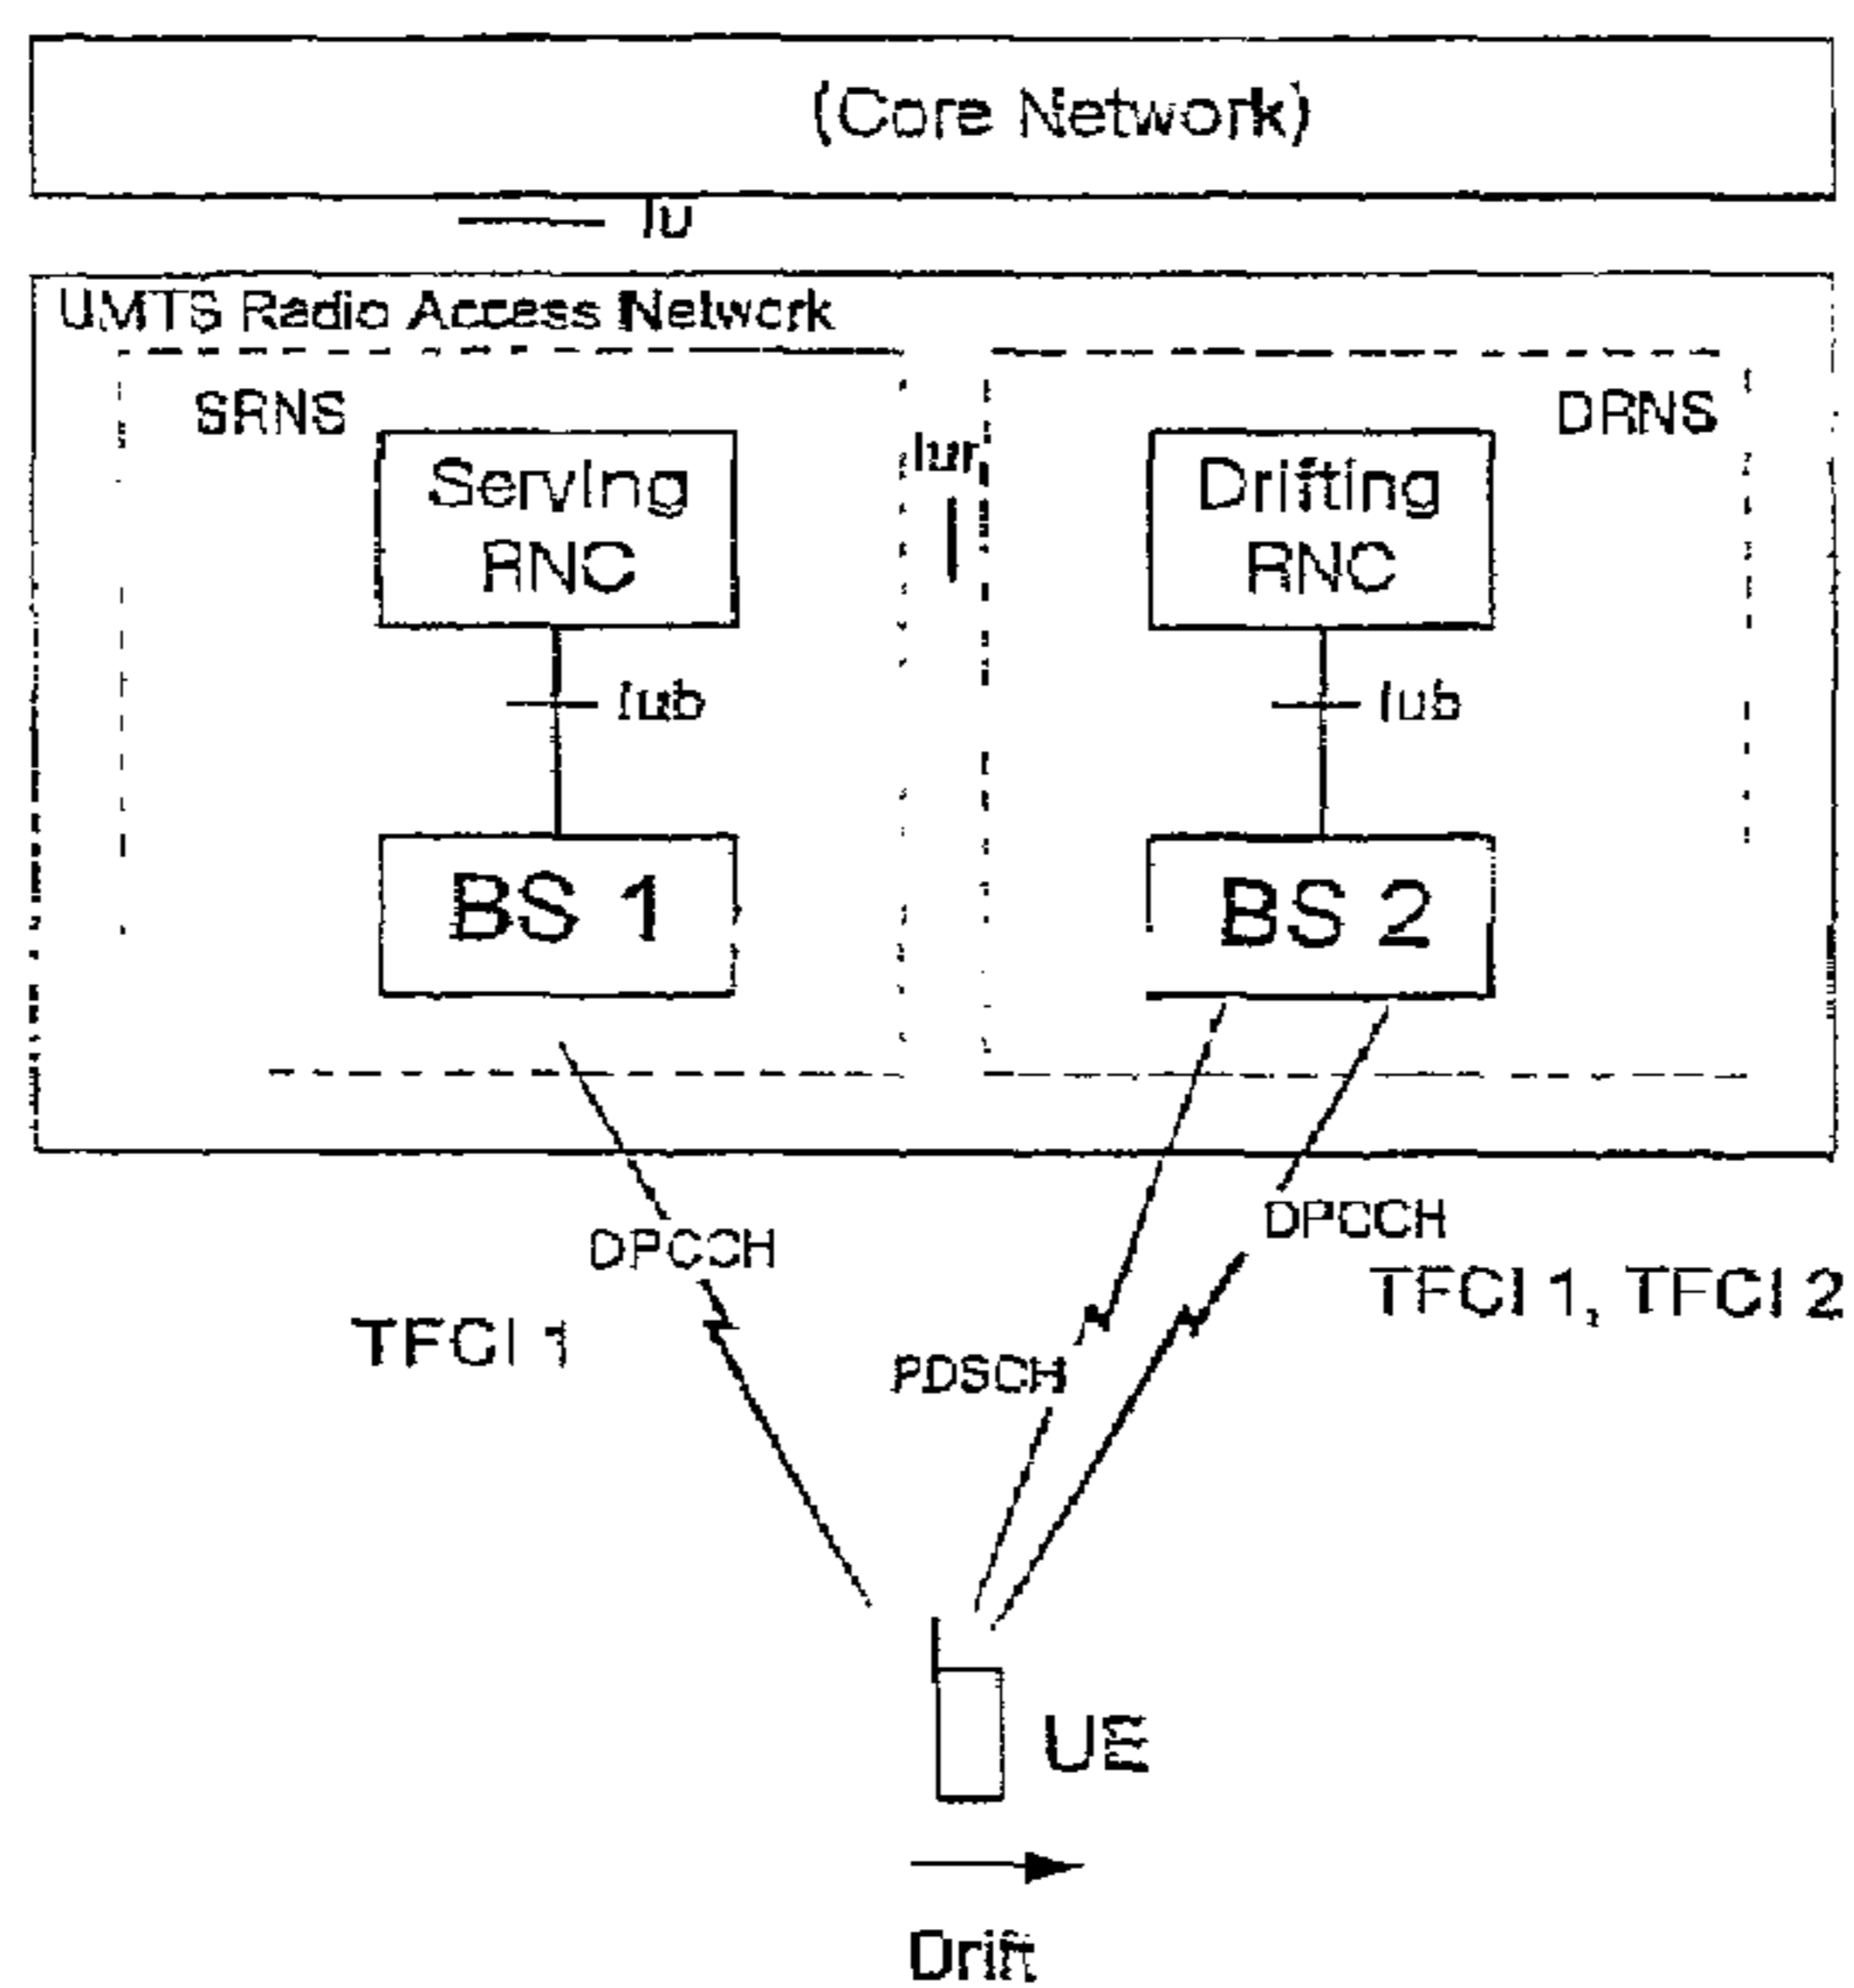 (Core Network)
Iu
UMTS Radio Access Network
SRNS
DRNS
Serving
RNC
Iur
Drifting
RNC
Iub
Iub
BS 1
BS 2
DPCCH
DPCCH
TFCI 1
TFCI 1, TFCI 2
PDSCH
UE
Drift